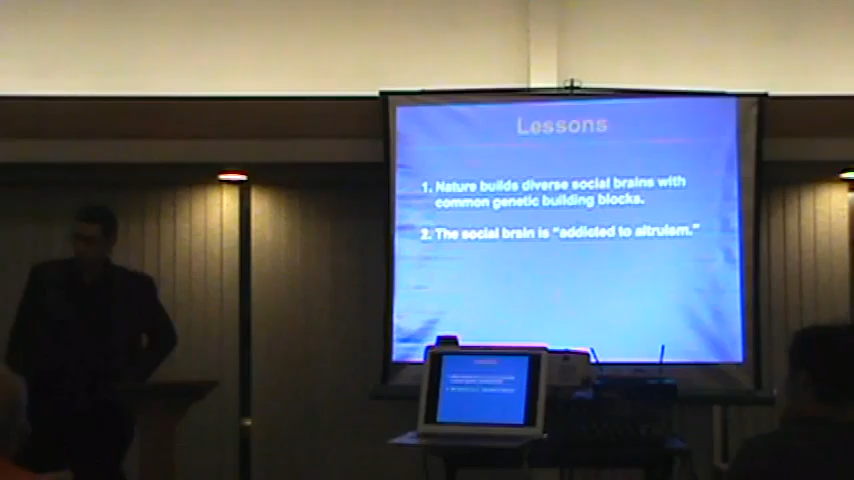 Lessons
1. Nature builds diverse social brains with
common genetic building blocks.
2. The social brain is "addicted to altruism."